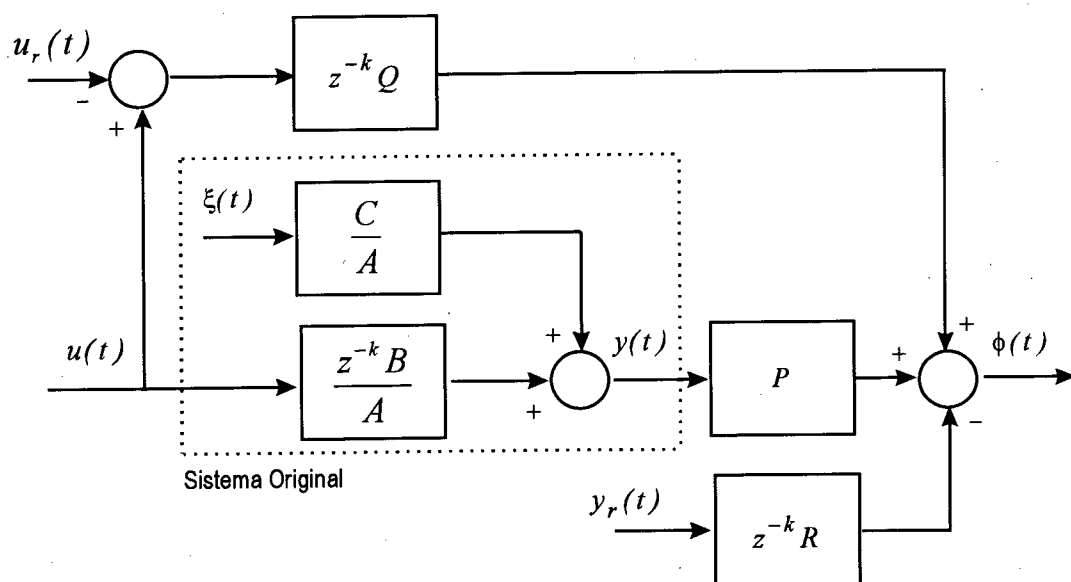 u_r(t)
−
+
z^{-k} Q
ξ(t)
C
A
+
u(t)
z^{-k} B
A
+
y(t)
P
+
+
−
ϕ(t)
Sistema Original
y_r(t)
z^{-k} R